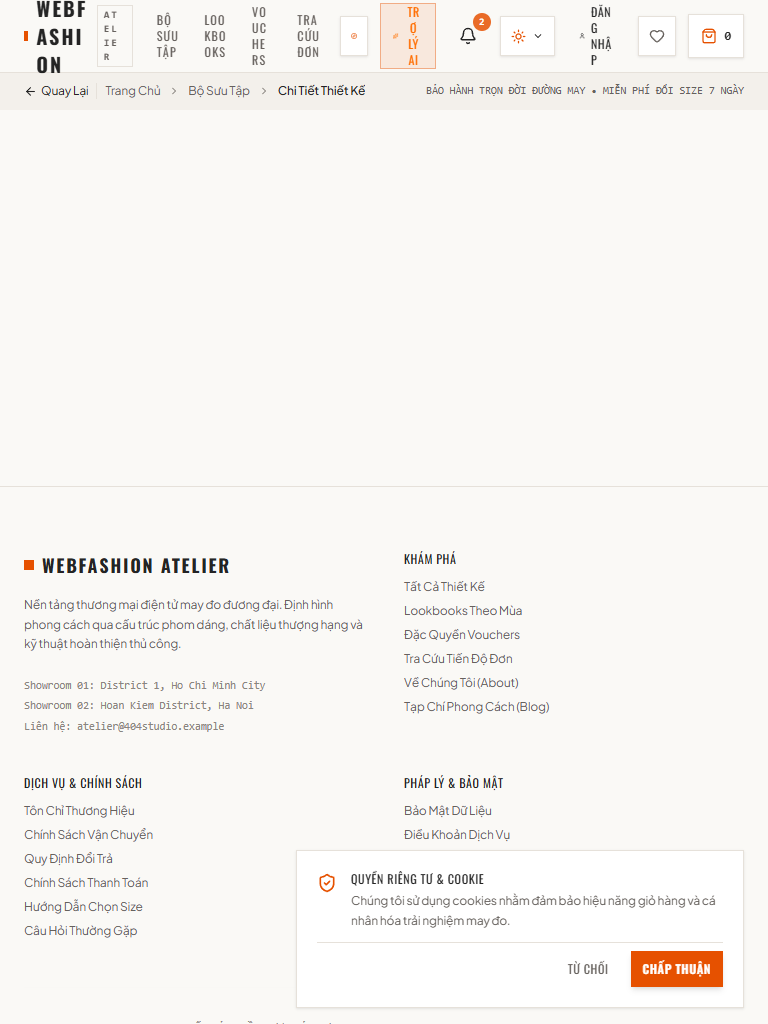 WEBF
ASHI
ON
AT
EL
IE
R
BỘ
SƯU
TẬP
LOO
KBO
OKS
VO
UC
HE
RS
TRA
CỨU
ĐƠN
TR
Ợ
LÝ
AI
2
ĐĂN
G
NHẬ
P
0
Quay Lại
Trang Chủ
Bộ Sưu Tập
Chi Tiết Thiết Kế
BẢO HÀNH TRỌN ĐỜI ĐƯỜNG MAY • MIỄN PHÍ ĐỔI SIZE 7 NGÀY
WEBFASHION ATELIER
Nền tảng thương mại điện tử may đo đương đại. Định hình
phong cách qua cấu trúc phom dáng, chất liệu thượng hạng và
kỹ thuật hoàn thiện thủ công.
Showroom 01: District 1, Ho Chi Minh City
Showroom 02: Hoan Kiem District, Ha Noi
Liên hệ: atelier@404studio.example
KHÁM PHÁ
Tất Cả Thiết Kế
Lookbooks Theo Mùa
Đặc Quyền Vouchers
Tra Cứu Tiến Độ Đơn
Về Chúng Tôi (About)
Tạp Chí Phong Cách (Blog)
DỊCH VỤ & CHÍNH SÁCH
Tôn Chỉ Thương Hiệu
Chính Sách Vận Chuyển
Quy Định Đổi Trả
Chính Sách Thanh Toán
Hướng Dẫn Chọn Size
Câu Hỏi Thường Gặp
PHÁP LÝ & BẢO MẬT
Bảo Mật Dữ Liệu
Điều Khoản Dịch Vụ
QUYỀN RIÊNG TƯ & COOKIE
Chúng tôi sử dụng cookies nhằm đảm bảo hiệu năng giỏ hàng và cá
nhân hóa trải nghiệm may đo.
TỪ CHỐI
CHẤP THUẬN